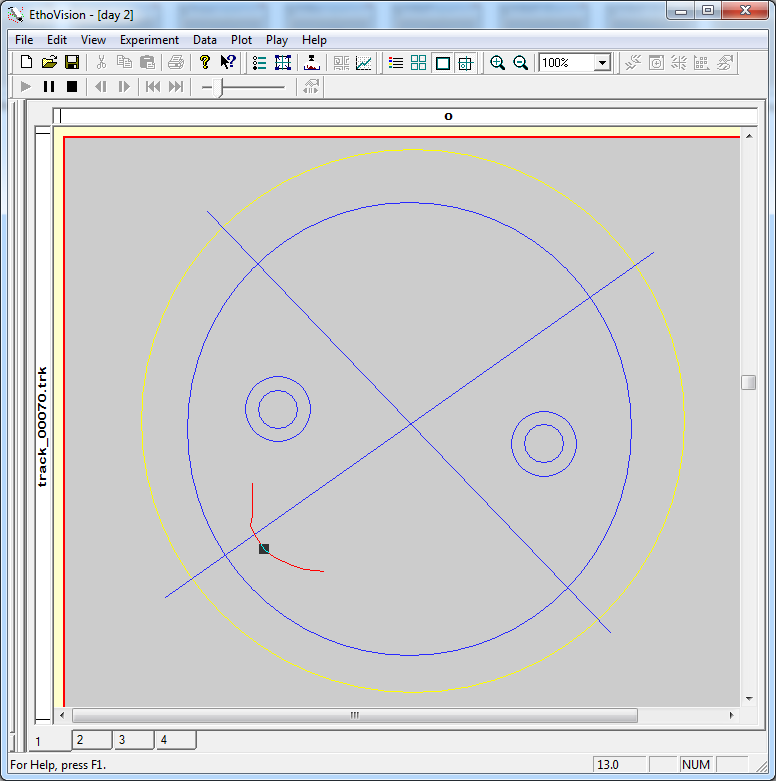 EthoVision - [day 2]
File Edit View Experiment Data Plot Play Help
100%
o
track_00070.trk
1 2 3 4
For Help, press F1.
13.0
NUM